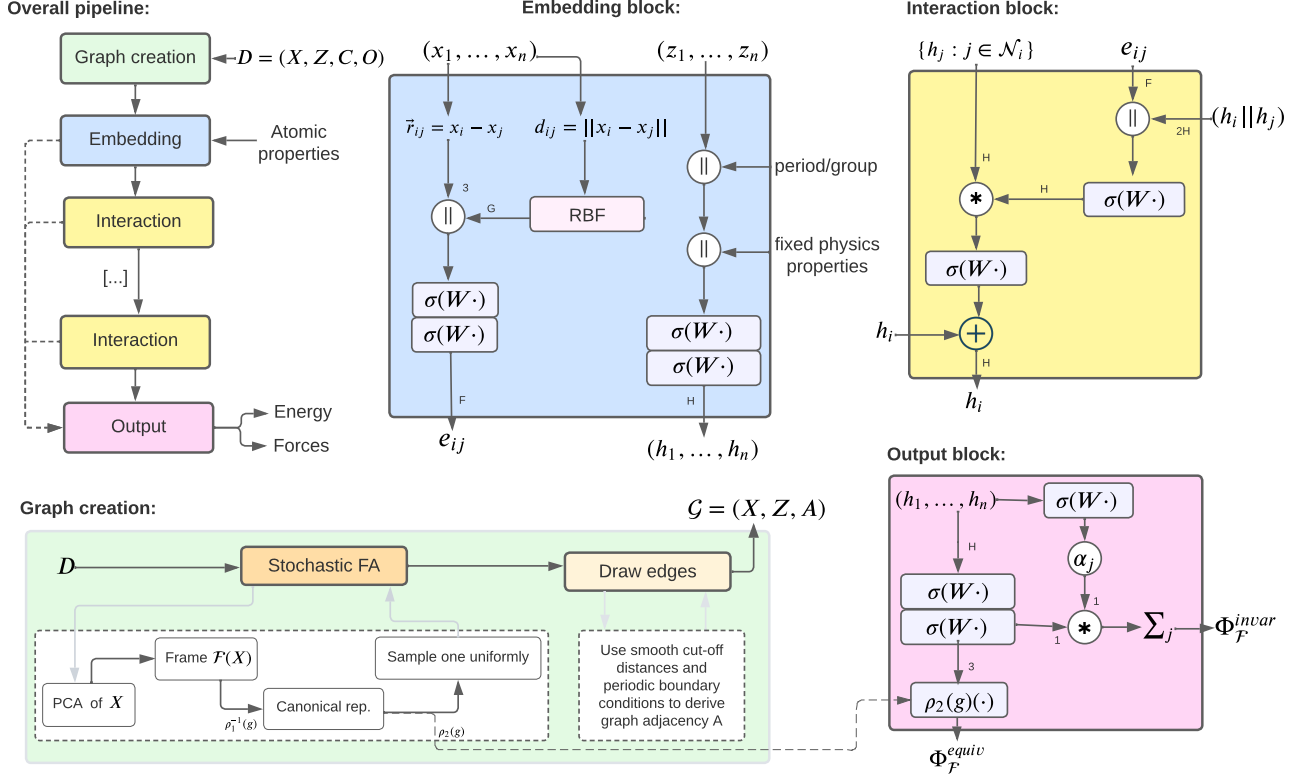 Overall pipeline:
Graph creation
D = (X, Z, C, O)
Embedding
Atomic
properties
Interaction
[...]
Interaction
Output
Energy
Forces
Embedding block:
(x₁, . . . , xₙ)
(z₁, . . . , zₙ)
r⃗ᵢⱼ = xᵢ − xⱼ
dᵢⱼ = ||xᵢ − xⱼ||
||
period/group
3
G
||
RBF
||
fixed physics
properties
σ(W·)
σ(W·)
σ(W·)
σ(W·)
F
H
eᵢⱼ
(h₁, . . . , hₙ)
Interaction block:
{hⱼ : j ∈ 𝒩ᵢ}
eᵢⱼ
F
||
(hᵢ||hⱼ)
2H
H
*
H
σ(W·)
σ(W·)
hᵢ
+
H
hᵢ
Graph creation:
𝒢 = (X, Z, A)
D
Stochastic FA
Draw edges
PCA of X
Frame ℱ(X)
ρ₁⁻¹(g)
Canonical rep.
Sample one uniformly
ρ₂(g)
Use smooth cut-off
distances and
periodic boundary
conditions to derive
graph adjacency A
Output block:
(h₁, . . . , hₙ)
σ(W·)
H
αⱼ
σ(W·)
1
σ(W·)
1
*
∑ⱼ
Φ_ℱ^{invar}
3
ρ₂(g)(·)
Φ_ℱ^{equiv}